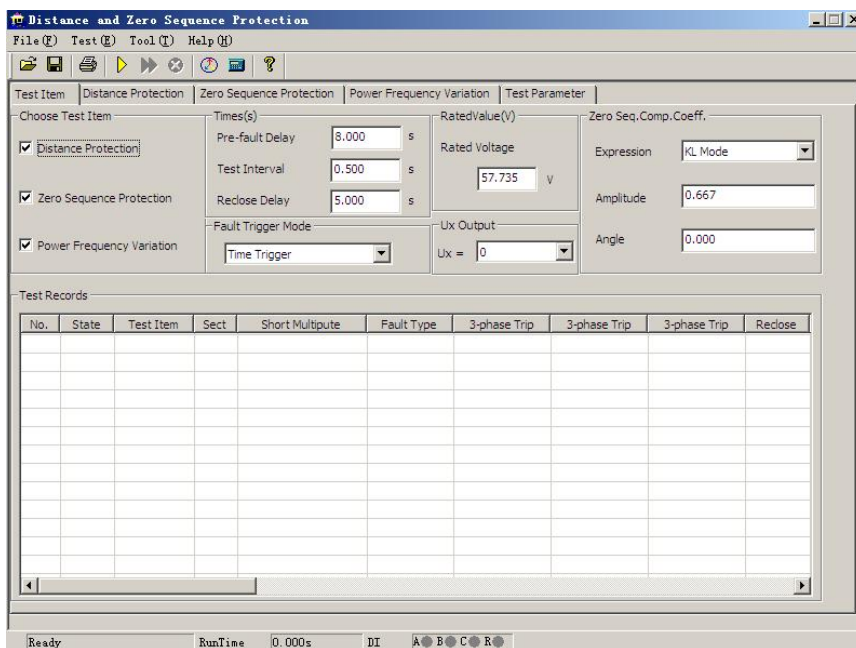 Distance and Zero Sequence Protection
File(F) Test(E) Tool(T) Help(H)
Test Item Distance Protection Zero Sequence Protection Power Frequency Variation Test Parameter
Choose Test Item
Distance Protection
Zero Sequence Protection
Power Frequency Variation
Times(s)
Pre-fault Delay 8.000 s
Test Interval 0.500 s
Reclose Delay 5.000 s
Fault Trigger Mode
Time Trigger
RatedValue(V)
Rated Voltage
57.735 V
Ux Output
Ux = 0
Zero Seq.Comp.Coeff.
Expression KL Mode
Amplitude 0.667
Angle 0.000
Test Records
No. State Test Item Sect Short Multipute Fault Type 3-phase Trip 3-phase Trip 3-phase Trip Reclose
Ready RunTime 0.000s DI A B C R